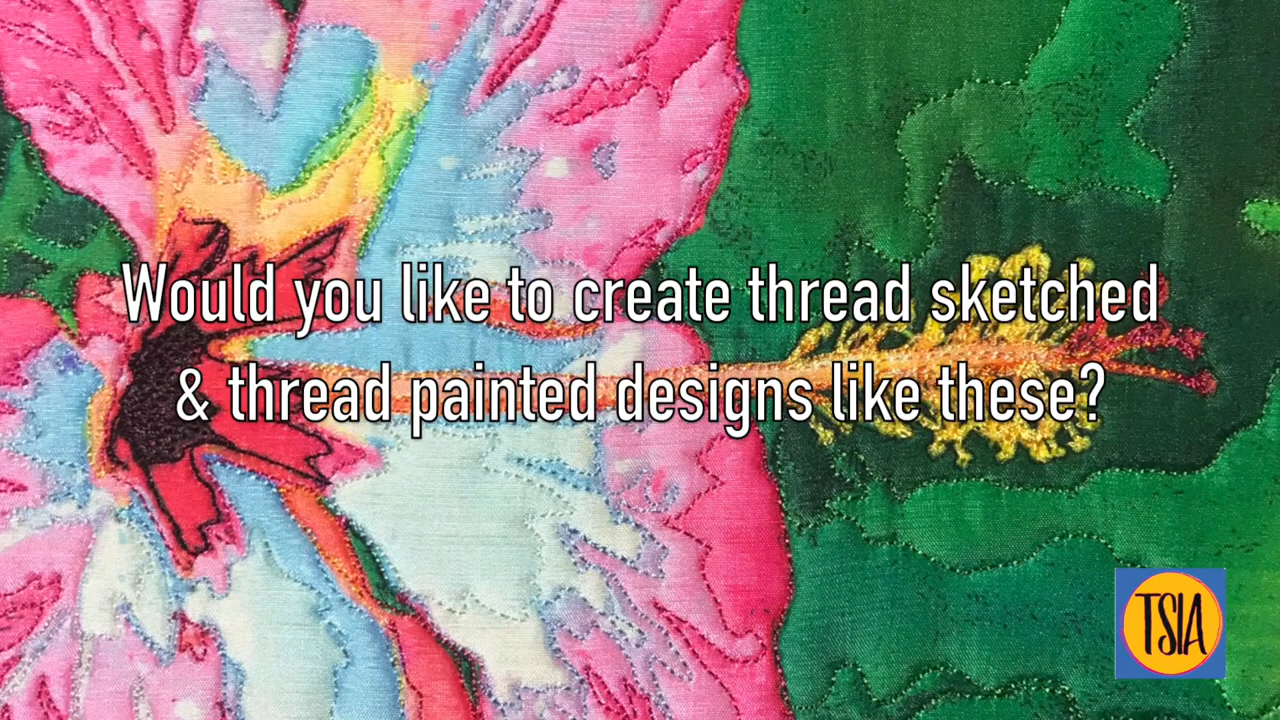 Would you like to create thread sketched
& thread painted designs like these?
TSIA